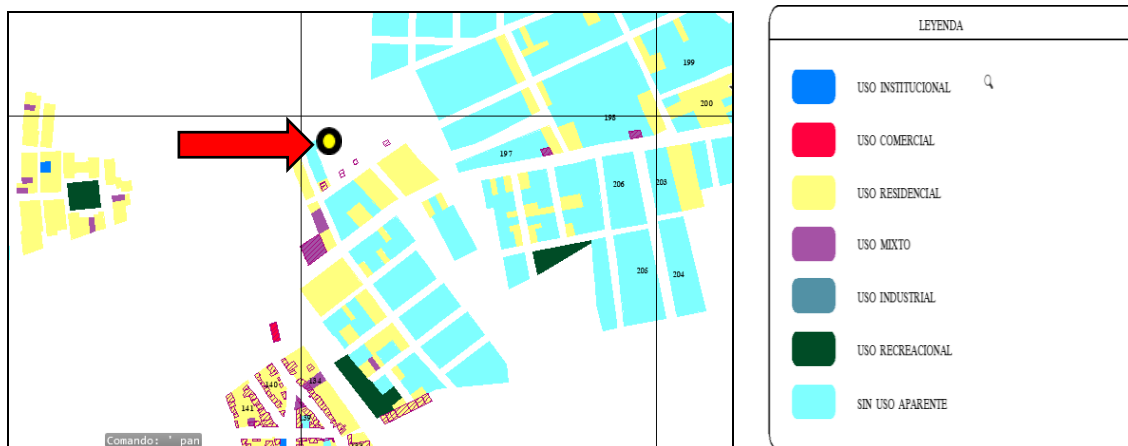 199
200
198
197
206
203
205
204
140
134
141
139
Comando: ' pan
LEYENDA
USO INSTITUCIONAL
USO COMERCIAL
USO RESIDENCIAL
USO MIXTO
USO INDUSTRIAL
USO RECREACIONAL
SIN USO APARENTE